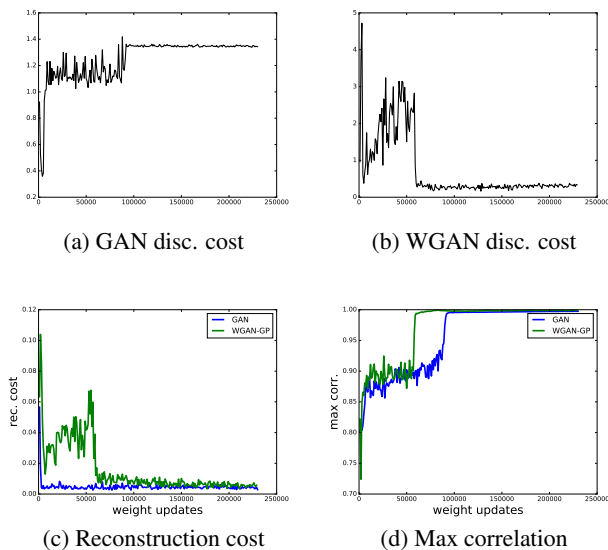 1.6
1.4
1.2
1.0
0.8
0.6
0.4
0.2
0 50000 100000 150000 200000 250000
(a) GAN disc. cost
5
4
3
2
1
0
0 50000 100000 150000 200000 250000
(b) WGAN disc. cost
0.12
0.10
0.08
0.06
0.04
0.02
0.00
rec. cost
GAN
WGAN-GP
0 50000 100000 150000 200000 250000
weight updates
(c) Reconstruction cost
1.00
0.95
0.90
0.85
0.80
0.75
0.70
max corr.
GAN
WGAN-GP
0 50000 100000 150000 200000 250000
weight updates
(d) Max correlation